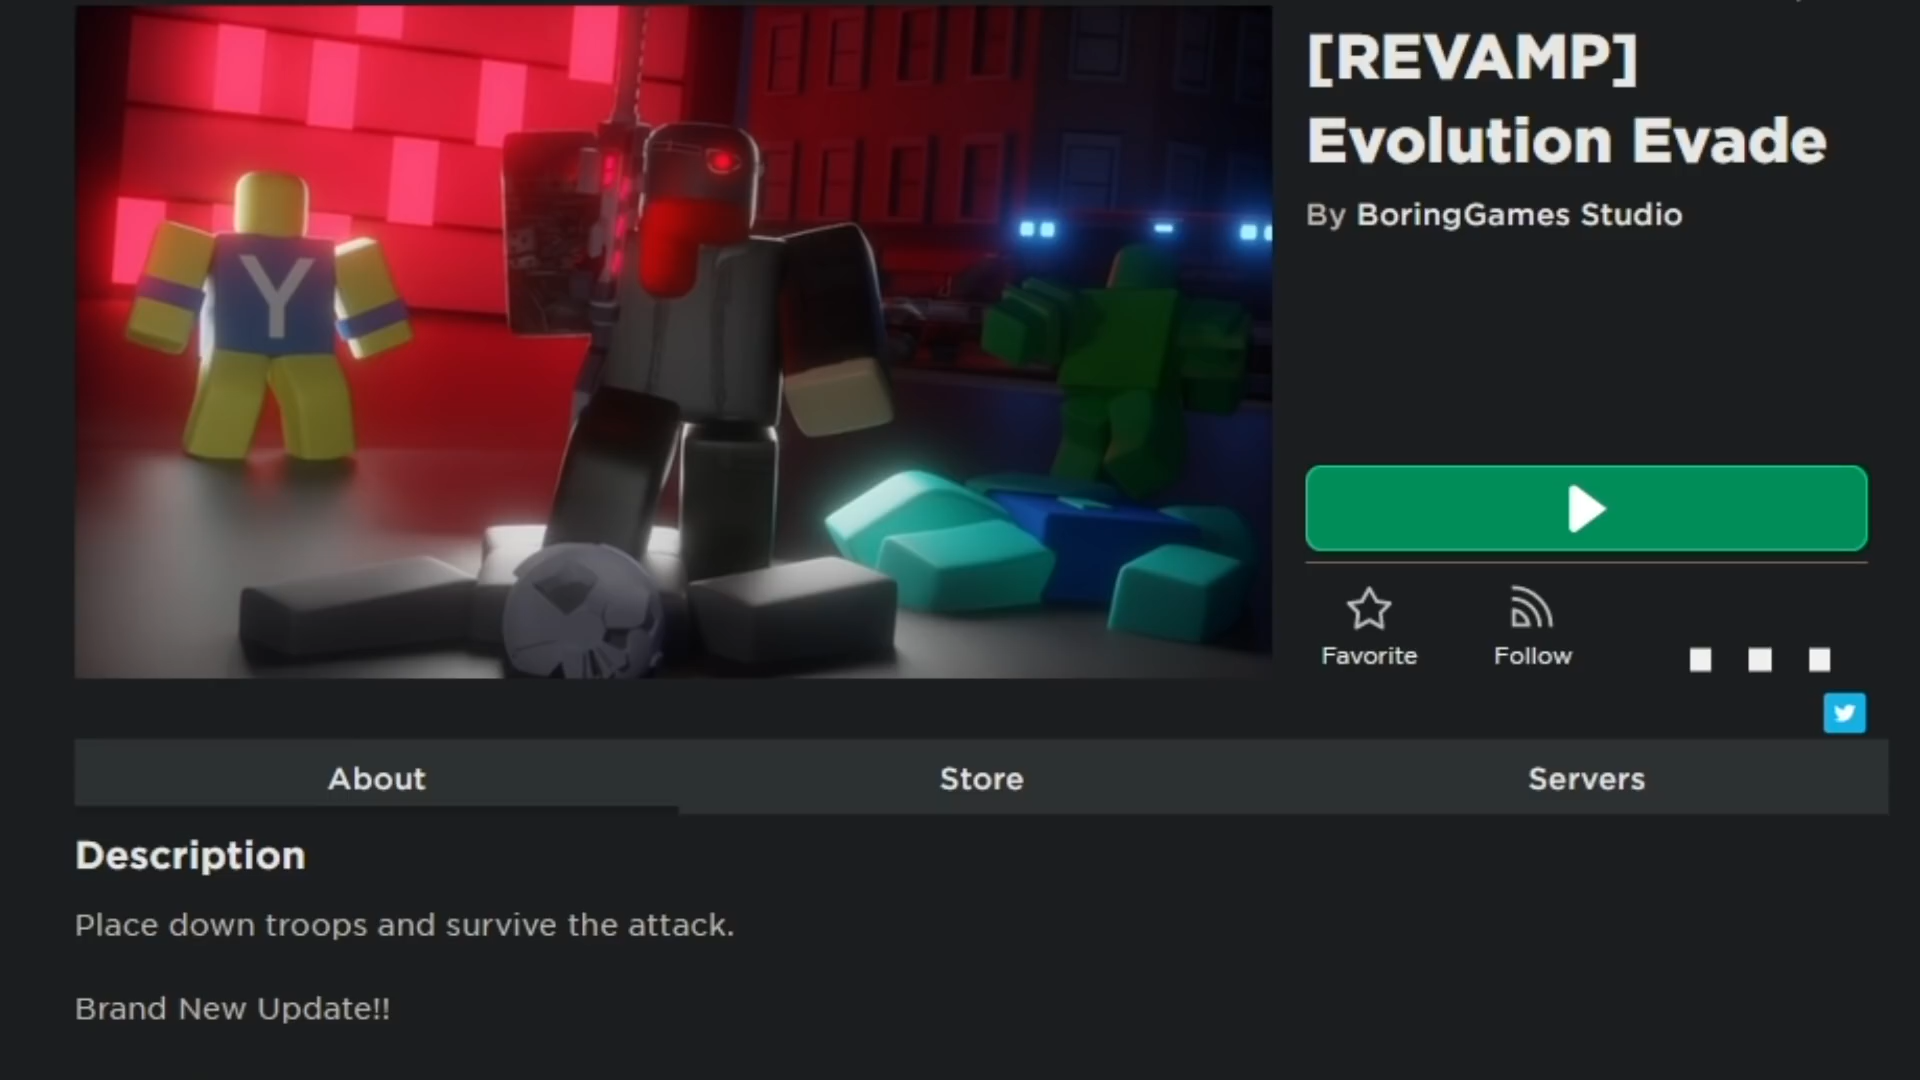 [REVAMP]
Evolution Evade
By BoringGames Studio
Y
Favorite
Follow
About
Store
Servers
Description
Place down troops and survive the attack.
Brand New Update!!